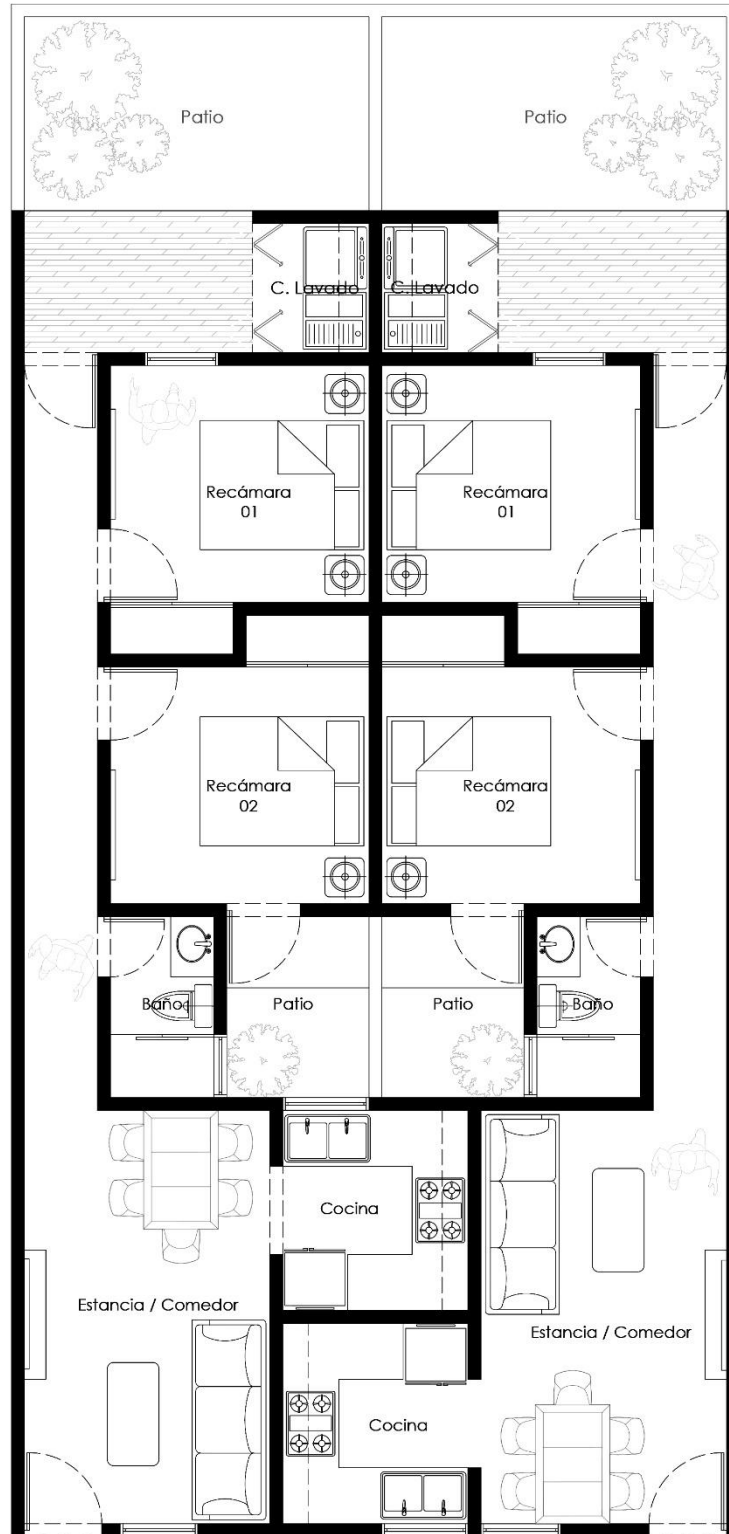 Patio
Patio
C. Lavado
C. Lavado
Recámara
01
Recámara
01
Recámara
02
Recámara
02
Baño
Patio
Patio
Baño
Cocina
Estancia / Comedor
Estancia / Comedor
Cocina